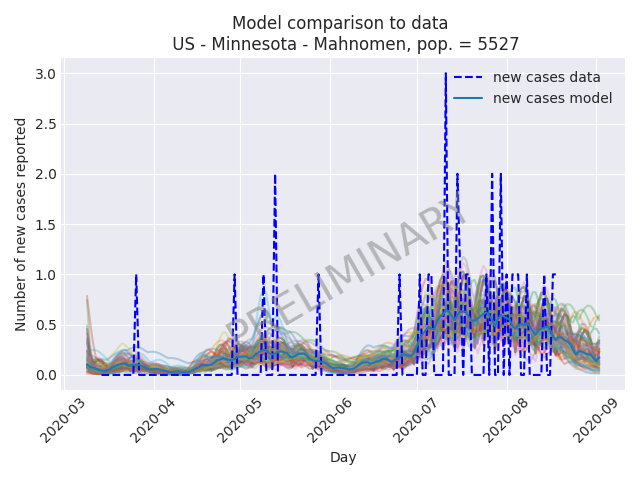 Model comparison to data
US - Minnesota - Mahnomen, pop. = 5527
Number of new cases reported
3.0
2.5
2.0
1.5
1.0
0.5
0.0
new cases data
new cases model
PRELIMINARY
2020-03
2020-04
2020-05
2020-06
2020-07
2020-08
2020-09
Day